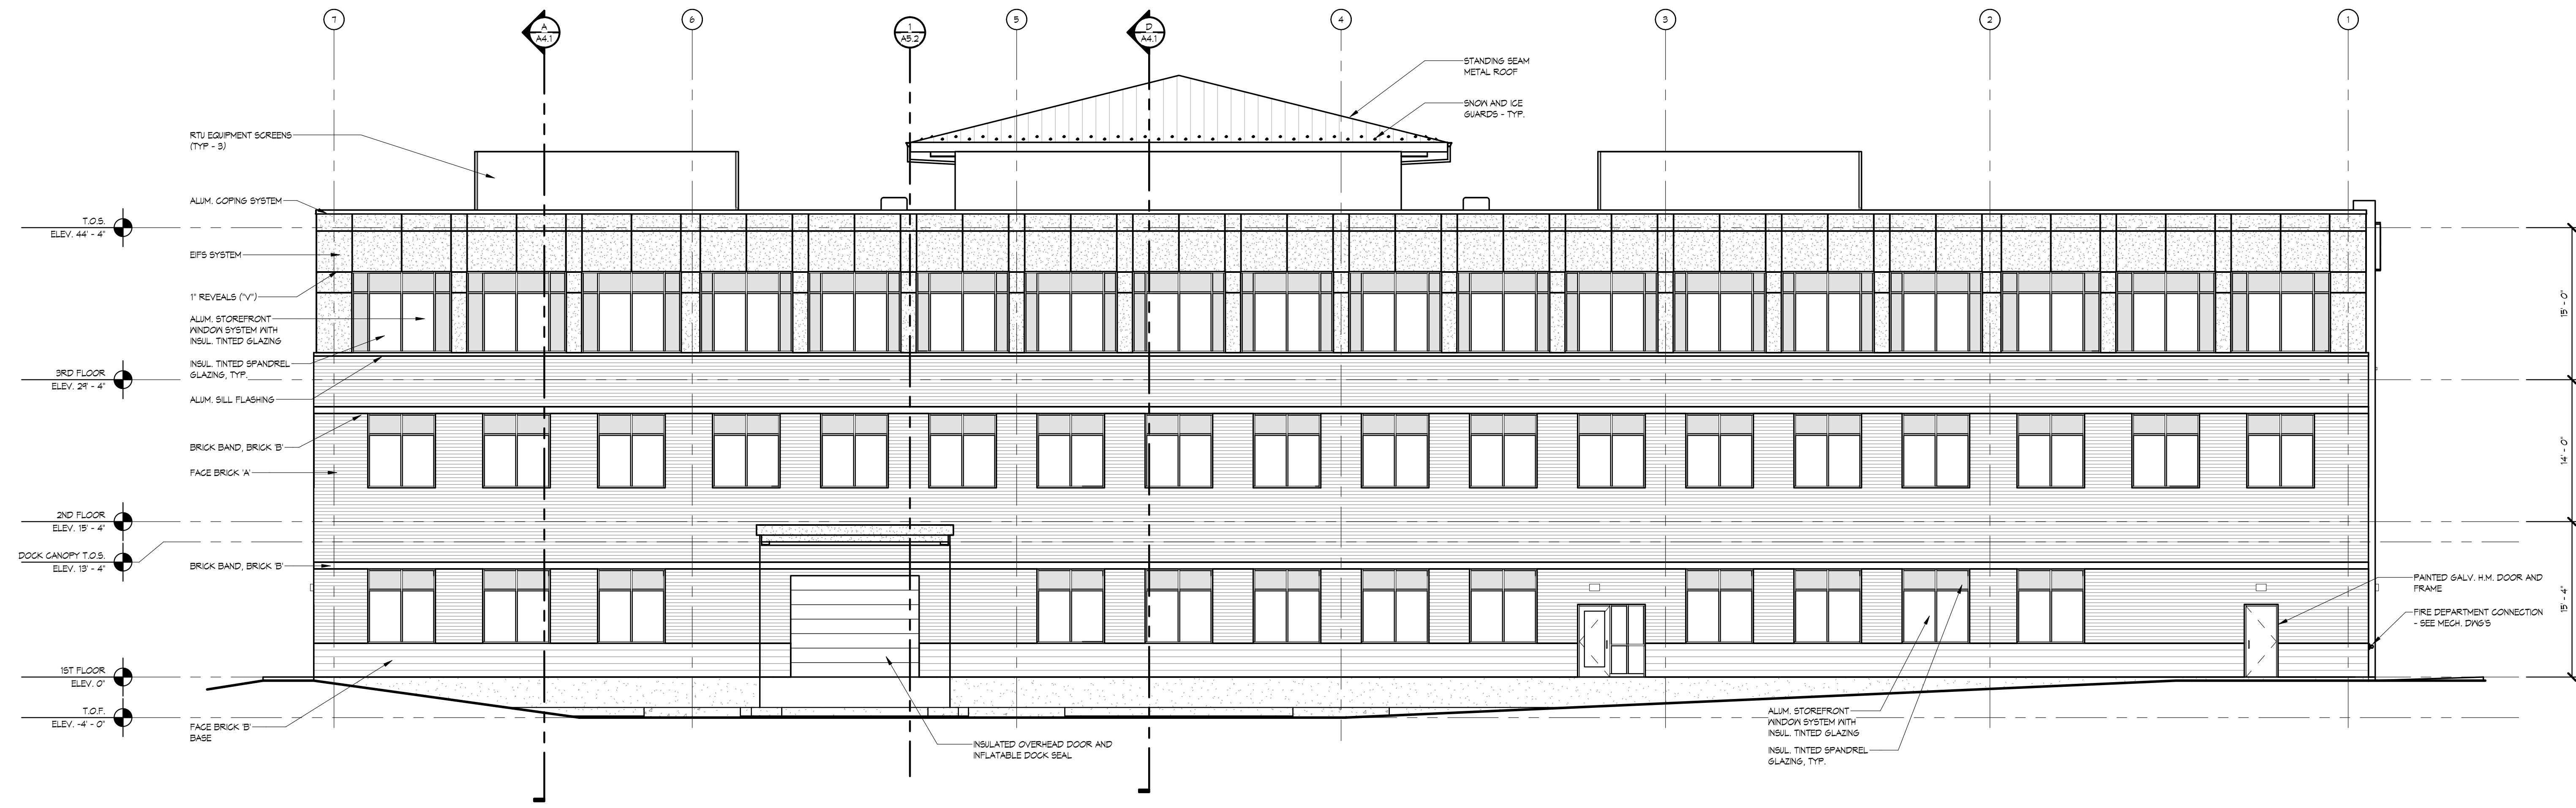 7
A
A4.1
6
1
A5.2
5
D
A4.1
4
3
2
1
STANDING SEAM
METAL ROOF
SNOW AND ICE
GUARDS - TYP.
RTU EQUIPMENT SCREENS
(TYP - 3)
ALUM. COPING SYSTEM
T.O.S.
ELEV. 44' - 4"
EIFS SYSTEM
1" REVEALS ("V")
ALUM. STOREFRONT
WINDOW SYSTEM WITH
INSUL. TINTED GLAZING
15' - 0"
INSUL. TINTED SPANDREL
GLAZING, TYP.
3RD FLOOR
ELEV. 29' - 4"
ALUM. SILL FLASHING
BRICK BAND, BRICK 'B'
14' - 0"
FACE BRICK 'A'
2ND FLOOR
ELEV. 15' - 4"
DOCK CANOPY T.O.S.
ELEV. 13' - 4"
BRICK BAND, BRICK 'B'
PAINTED GALV. H.M. DOOR AND
FRAME
15' - 4"
FIRE DEPARTMENT CONNECTION
- SEE MECH. DWG'S
1ST FLOOR
ELEV. 0"
T.O.F.
ELEV. -4' - 0"
FACE BRICK 'B'
BASE
ALUM. STOREFRONT
WINDOW SYSTEM WITH
INSUL. TINTED GLAZING
INSULATED OVERHEAD DOOR AND
INFLATABLE DOCK SEAL
INSUL. TINTED SPANDREL
GLAZING, TYP.